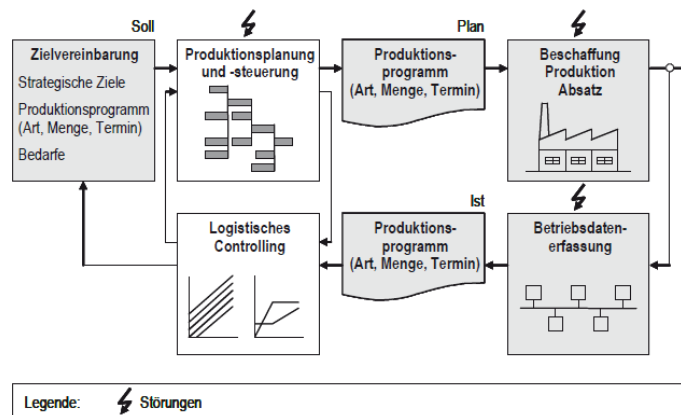 Soll
Plan
Zielvereinbarung
Strategische Ziele
Produktionsprogramm
(Art, Menge, Termin)
Bedarfe
Produktionsplanung
und -steuerung
Produktions-
programm
(Art, Menge, Termin)
Beschaffung
Produktion
Absatz
Ist
Logistisches
Controlling
Produktions-
programm
(Art, Menge, Termin)
Betriebsdaten-
erfassung
Legende: Störungen